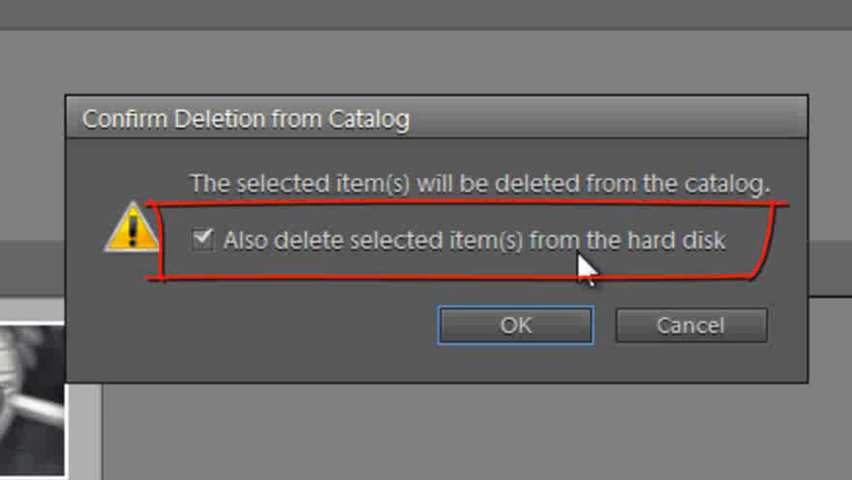 Confirm Deletion from Catalog
The selected item(s) will be deleted from the catalog.
Also delete selected item(s) from the hard disk
OK
Cancel